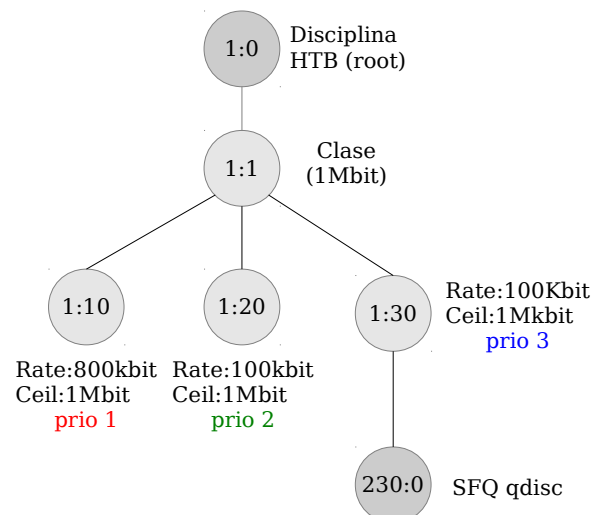 1:0
Disciplina
HTB (root)
1:1
Clase
(1Mbit)
1:10
1:20
1:30
Rate:100Kbit
Ceil:1Mkbit
prio 3
Rate:800kbit
Ceil:1Mbit
prio 1
Rate:100kbit
Ceil:1Mbit
prio 2
230:0
SFQ qdisc